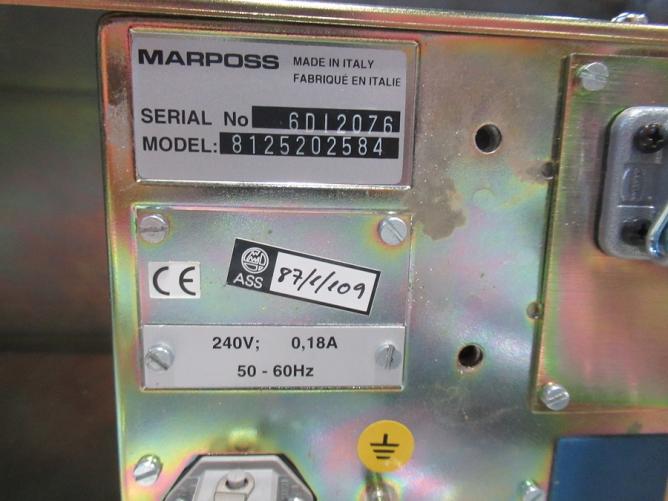 MARPOSS MADE IN ITALY
FABRIQUÉ EN ITALIE
SERIAL No 6DI2076
MODEL: 8125202584
CE
ASS 87/1/109
240V; 0,18A
50 - 60Hz